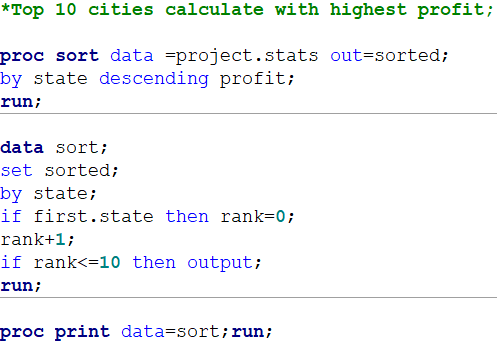 *Top 10 cities calculate with highest profit;
proc sort data =project.stats out=sorted;
by state descending profit;
run;
data sort;
set sorted;
by state;
if first.state then rank=0;
rank+1;
if rank<=10 then output;
run;
proc print data=sort;run;